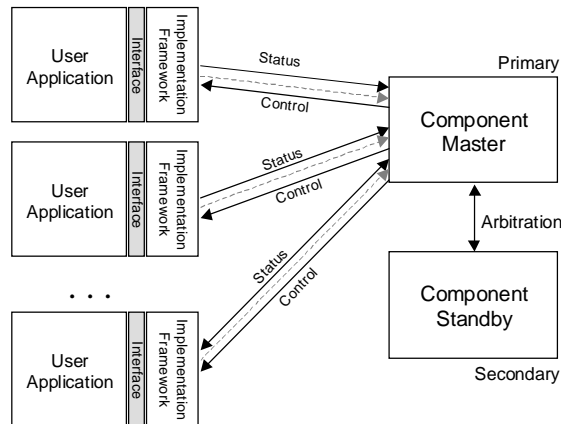 User
Application
Interface
Implementation
Framework
Status
Control
Primary
Component
Master
User
Application
Interface
Implementation
Framework
Status
Control
Arbitration
. . .
User
Application
Interface
Implementation
Framework
Status
Control
Component
Standby
Secondary